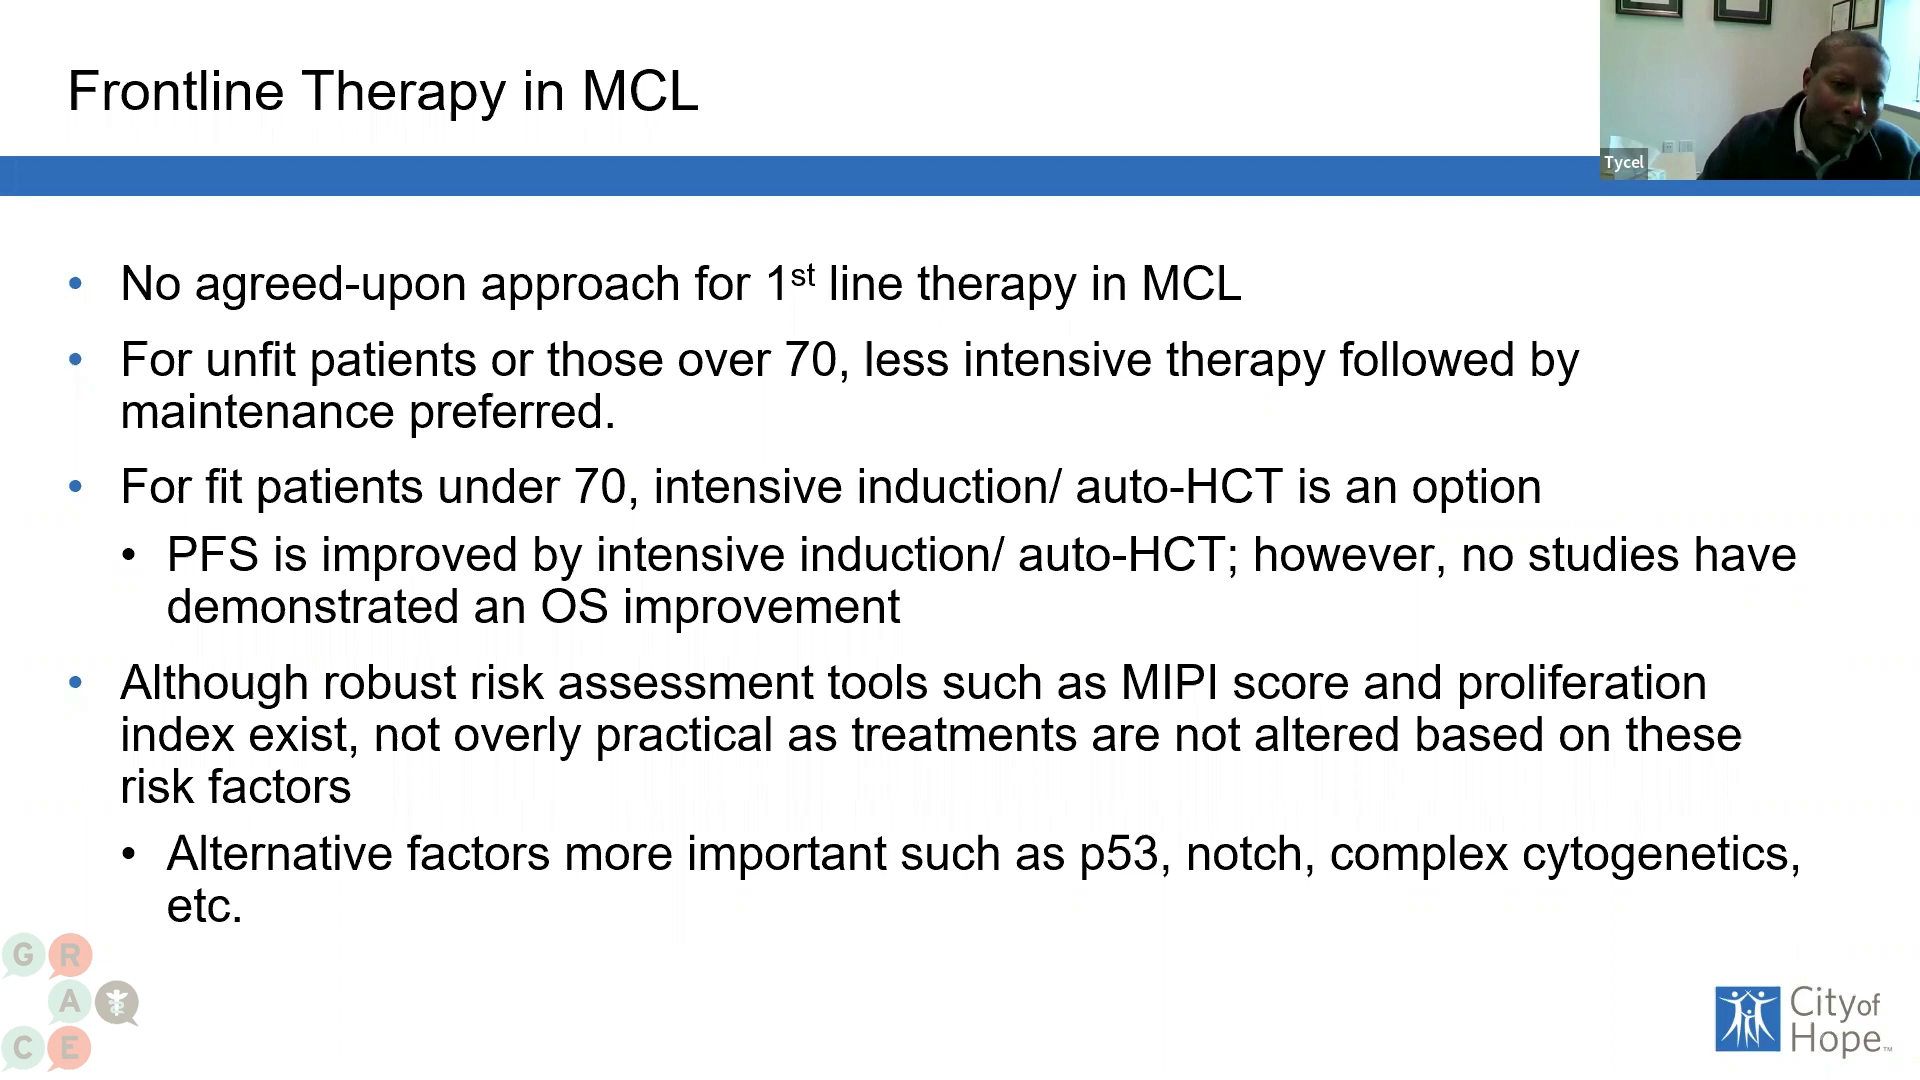 Frontline Therapy in MCL
Tycel
• No agreed-upon approach for 1st line therapy in MCL
• For unfit patients or those over 70, less intensive therapy followed by
maintenance preferred.
• For fit patients under 70, intensive induction/ auto-HCT is an option
• PFS is improved by intensive induction/ auto-HCT; however, no studies have
demonstrated an OS improvement
• Although robust risk assessment tools such as MIPI score and proliferation
index exist, not overly practical as treatments are not altered based on these
risk factors
• Alternative factors more important such as p53, notch, complex cytogenetics,
etc.
G R
A
C E
City of
Hope™